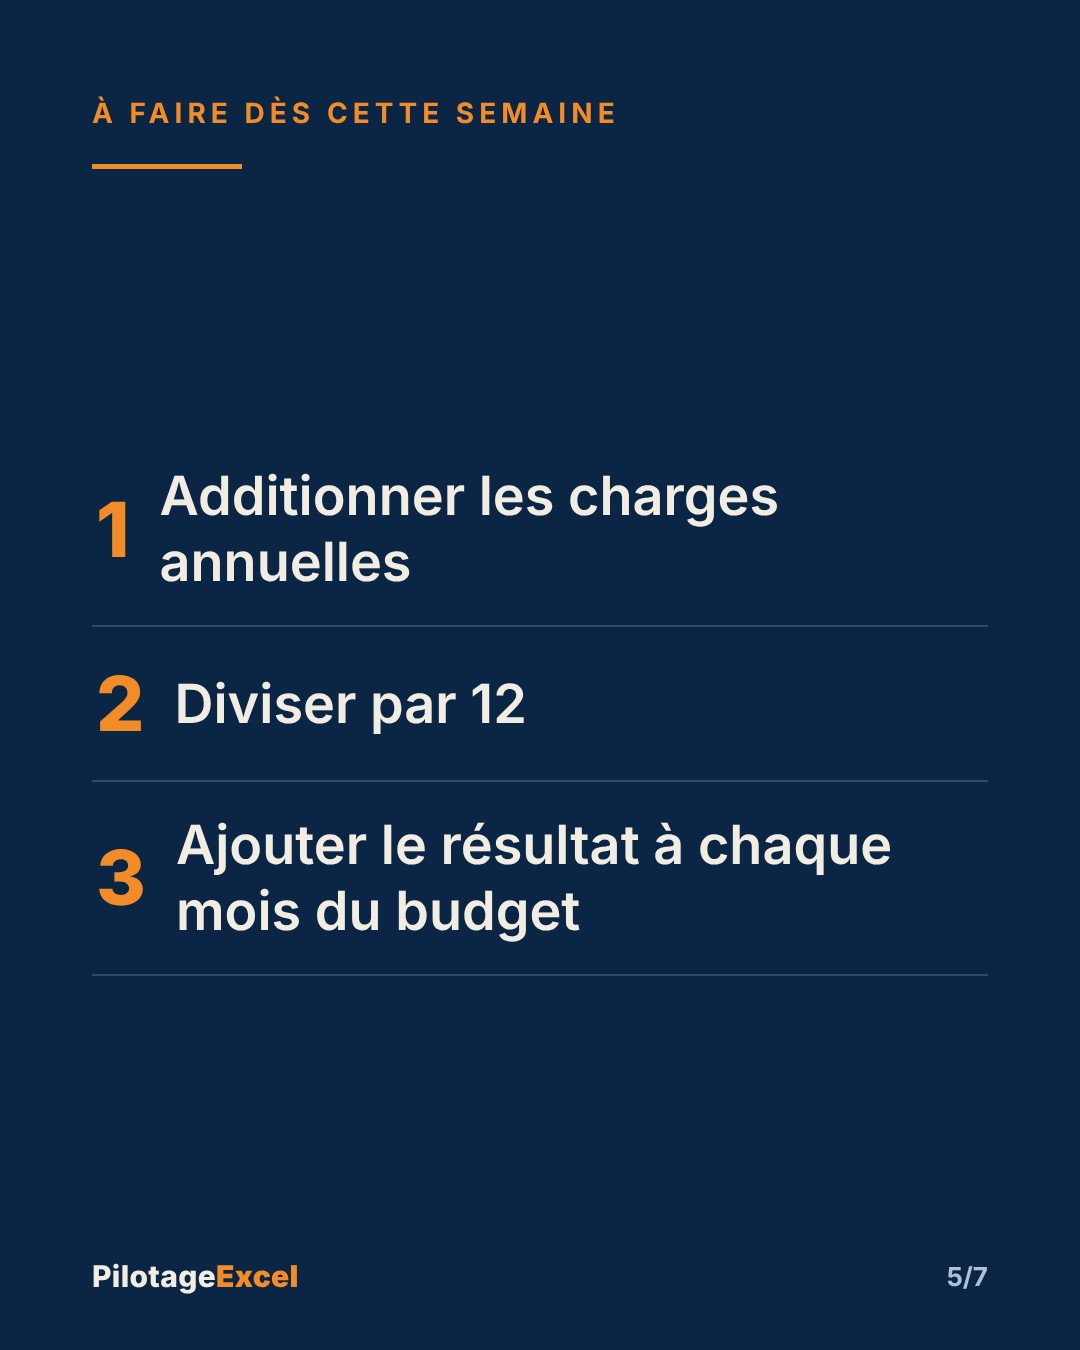 À FAIRE DÈS CETTE SEMAINE
1 Additionner les charges
annuelles
2 Diviser par 12
3 Ajouter le résultat à chaque
mois du budget
PilotageExcel
5/7